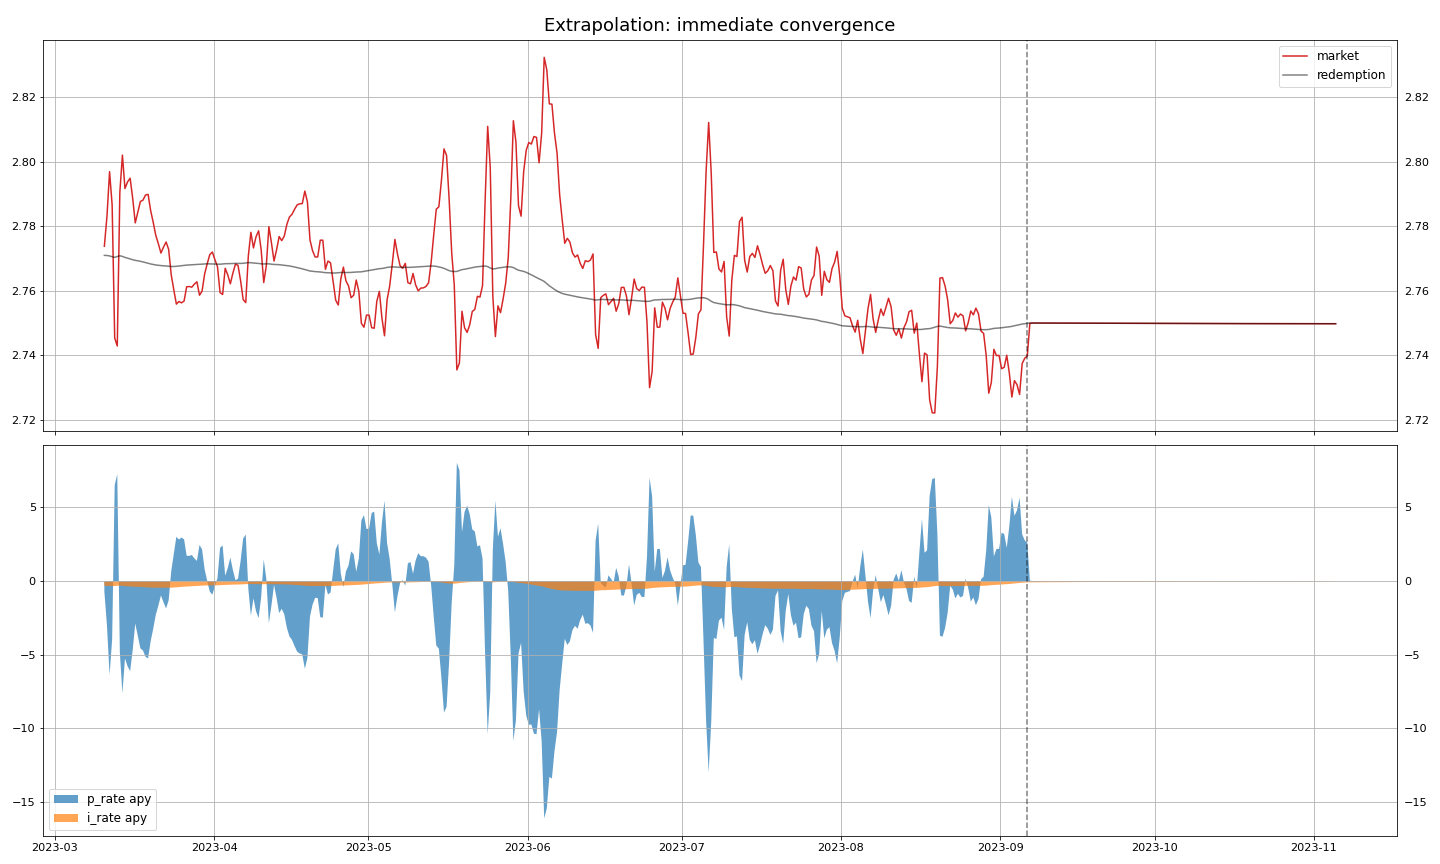 Extrapolation: immediate convergence
market
redemption
2.82 2.82
2.80 2.80
2.78 2.78
2.76 2.76
2.74 2.74
2.72 2.72
5 5
0 0
−5 −5
−10 −10
−15 −15
p_rate apy
i_rate apy
2023-03 2023-04 2023-05 2023-06 2023-07 2023-08 2023-09 2023-10 2023-11